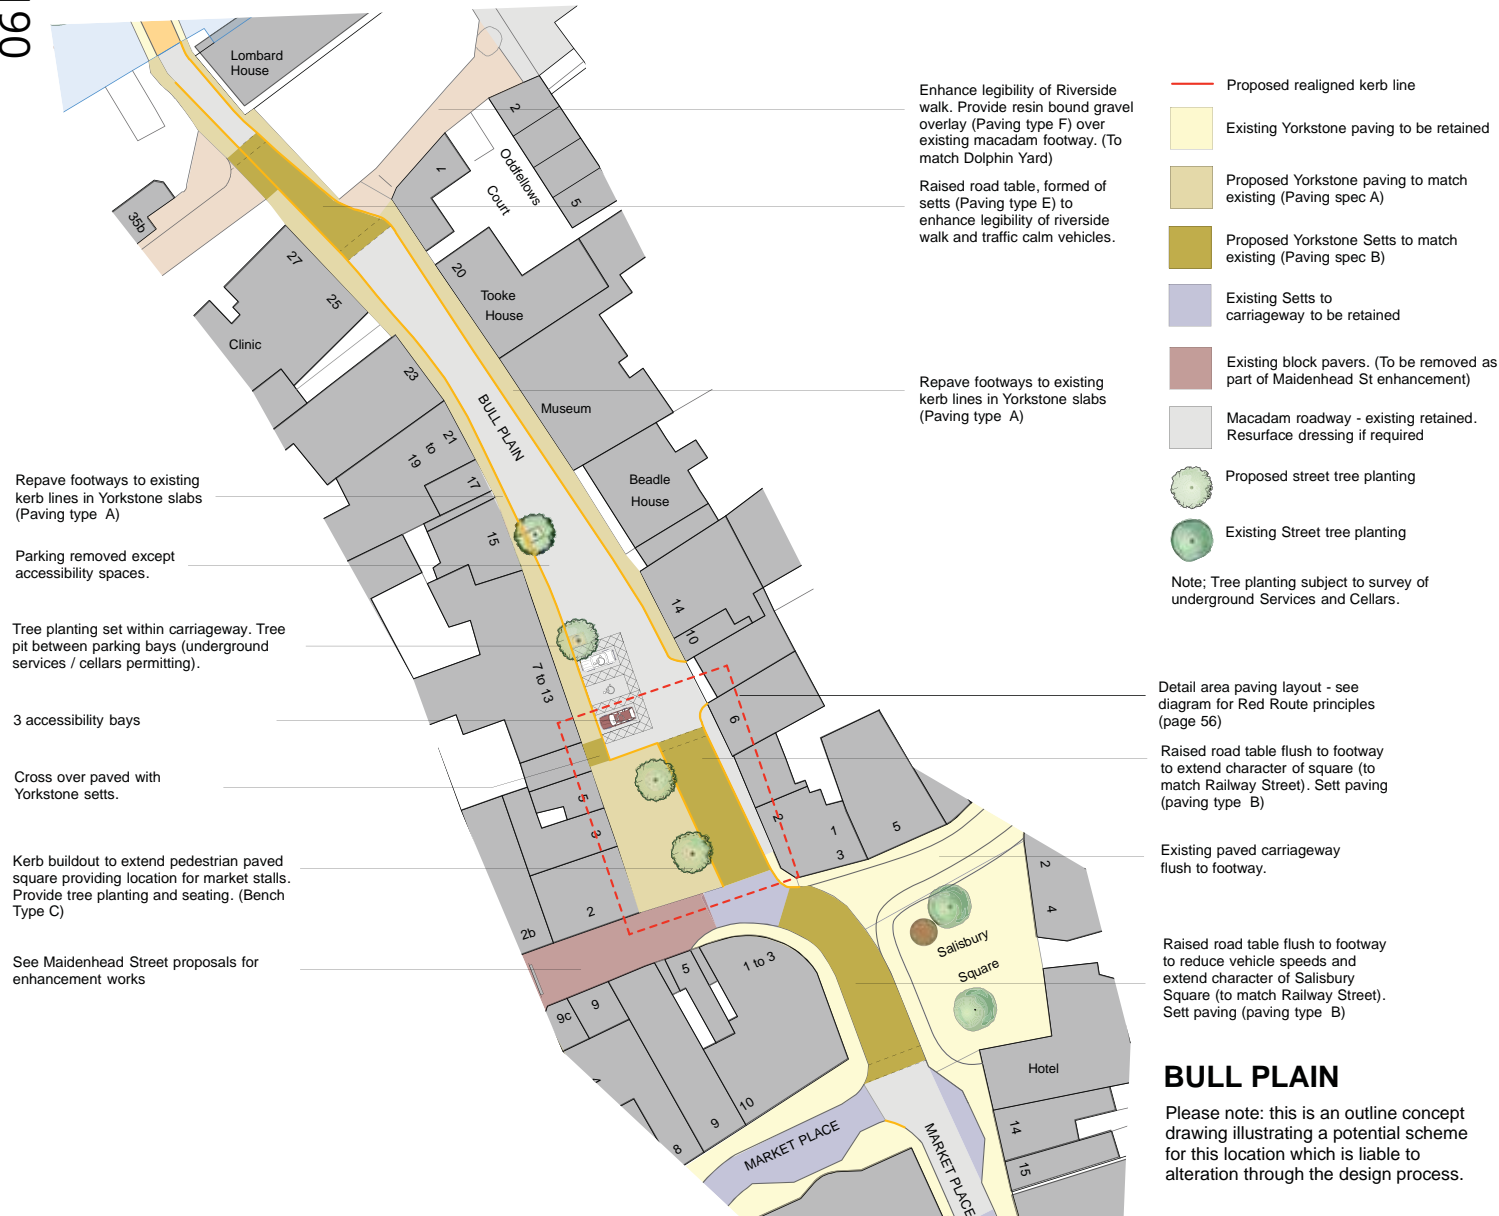 06
Lombard
House
35b
27
25
Clinic
2
Oddfellows
Court
5
20
Tooke
House
23
BULL PLAIN
Museum
21
to
19
17
15
Beadle
House
14
10
7 to 13
6
5
3
2
2b
2
1
3
5
2
4
Salisbury
Square
1 to 3
5
9
9c
10
9
8
Hotel
14
15
MARKET PLACE
MARKET PLACE
Repave footways to existing
kerb lines in Yorkstone slabs
(Paving type A)
Parking removed except
accessibility spaces.
Tree planting set within carriageway. Tree
pit between parking bays (underground
services / cellars permitting).
3 accessibility bays
Cross over paved with
Yorkstone setts.
Kerb buildout to extend pedestrian paved
square providing location for market stalls.
Provide tree planting and seating. (Bench
Type C)
See Maidenhead Street proposals for
enhancement works
Enhance legibility of Riverside
walk. Provide resin bound gravel
overlay (Paving type F) over
existing macadam footway. (To
match Dolphin Yard)
Raised road table, formed of
setts (Paving type E) to
enhance legibility of riverside
walk and traffic calm vehicles.
Repave footways to existing
kerb lines in Yorkstone slabs
(Paving type A)
Proposed realigned kerb line
Existing Yorkstone paving to be retained
Proposed Yorkstone paving to match
existing (Paving spec A)
Proposed Yorkstone Setts to match
existing (Paving spec B)
Existing Setts to
carriageway to be retained
Existing block pavers. (To be removed as
part of Maidenhead St enhancement)
Macadam roadway - existing retained.
Resurface dressing if required
Proposed street tree planting
Existing Street tree planting
Note; Tree planting subject to survey of
underground Services and Cellars.
Detail area paving layout - see
diagram for Red Route principles
(page 56)
Raised road table flush to footway
to extend character of square (to
match Railway Street). Sett paving
(paving type B)
Existing paved carriageway
flush to footway.
Raised road table flush to footway
to reduce vehicle speeds and
extend character of Salisbury
Square (to match Railway Street).
Sett paving (paving type B)
BULL PLAIN
Please note: this is an outline concept
drawing illustrating a potential scheme
for this location which is liable to
alteration through the design process.